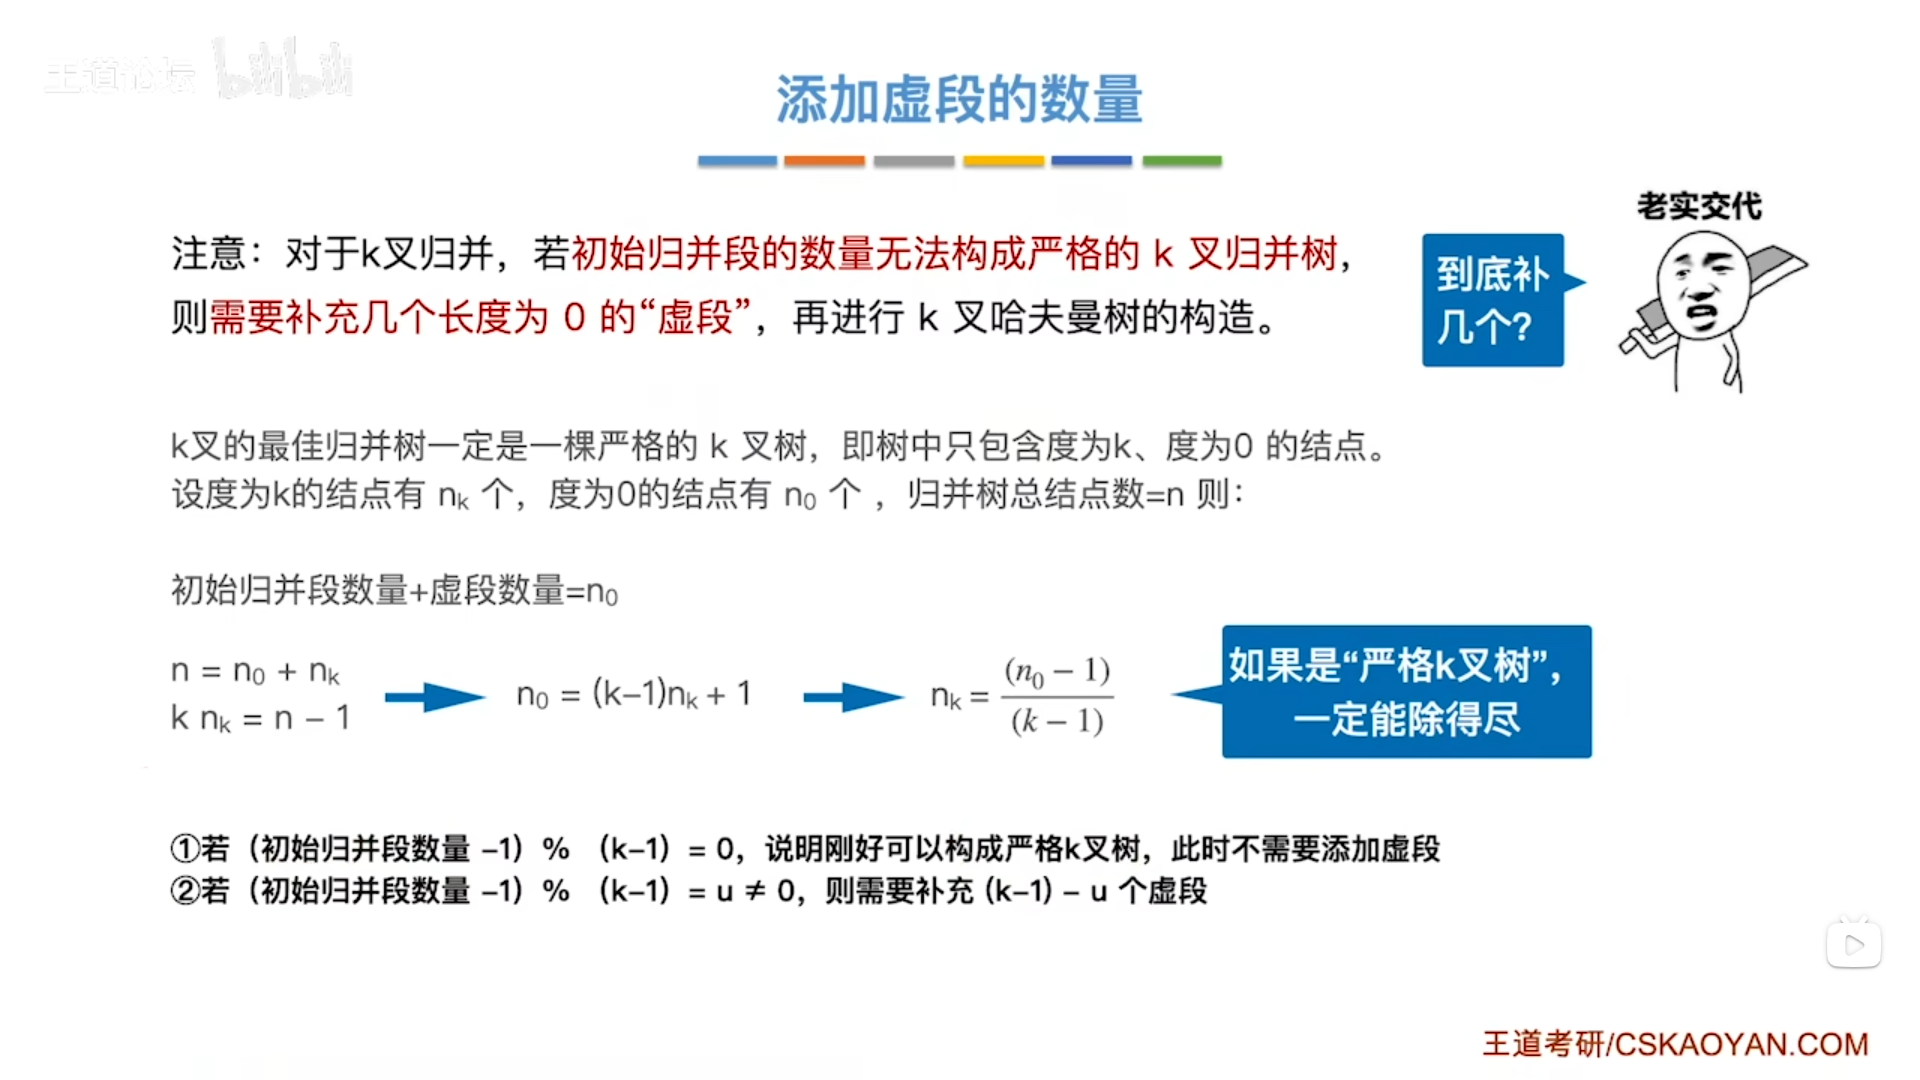 王道论坛 bilibili
添加虚段的数量
老实交代
注意：对于k叉归并，若初始归并段的数量无法构成严格的 k 叉归并树，
则需要补充几个长度为 0 的“虚段”，再进行 k 叉哈夫曼树的构造。
到底补
几个？
k叉的最佳归并树一定是一棵严格的 k 叉树，即树中只包含度为k、度为0 的结点。
设度为k的结点有 nₖ 个，度为0的结点有 n₀ 个 ，归并树总结点数=n 则：
初始归并段数量+虚段数量=n₀
n = n₀ + nₖ
k nₖ = n – 1
n₀ = (k–1)nₖ + 1
nₖ = (n₀ − 1) / (k − 1)
如果是“严格k叉树”，
一定能除得尽
①若（初始归并段数量 –1）% （k–1）= 0，说明刚好可以构成严格k叉树，此时不需要添加虚段
②若（初始归并段数量 –1）% （k–1）= u ≠ 0，则需要补充 (k–1) – u 个虚段
王道考研/CSKAOYAN.COM